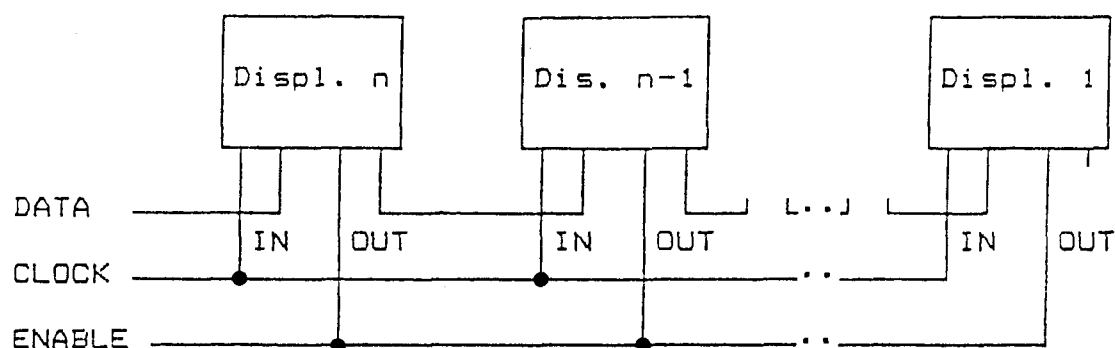 Displ. n Dis. n-1 Displ. 1
DATA
IN OUT IN OUT IN OUT
CLOCK
ENABLE